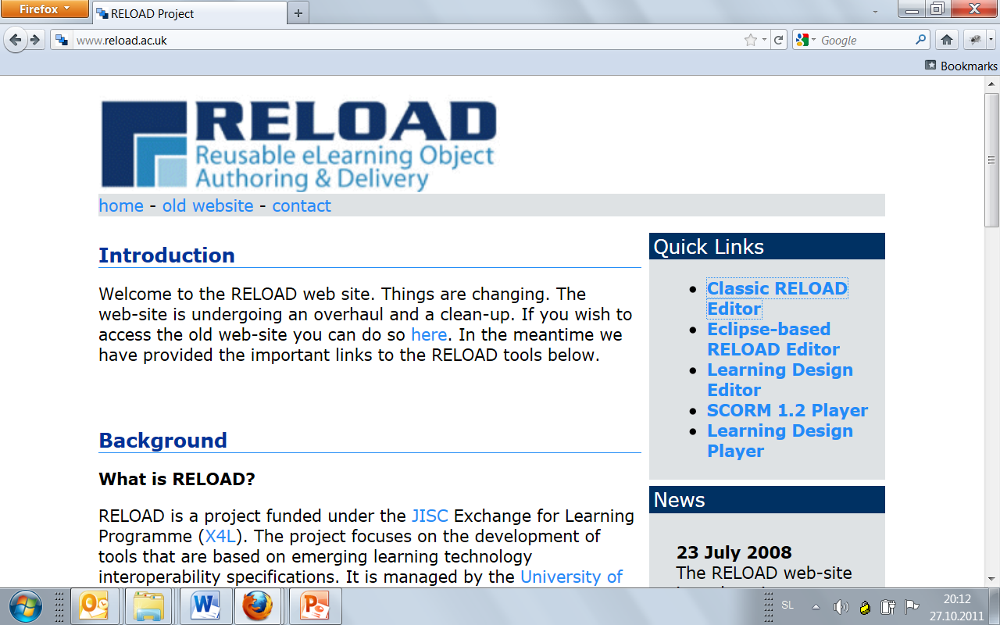 Firefox
RELOAD Project
www.reload.ac.uk
Google
Bookmarks
RELOAD
Reusable eLearning Object
Authoring & Delivery
home - old website - contact
Introduction
Welcome to the RELOAD web site. Things are changing. The
web-site is undergoing an overhaul and a clean-up. If you wish to
access the old web-site you can do so here. In the meantime we
have provided the important links to the RELOAD tools below.
Background
What is RELOAD?
RELOAD is a project funded under the JISC Exchange for Learning
Programme (X4L). The project focuses on the development of
tools that are based on emerging learning technology
interoperability specifications. It is managed by the University of
Quick Links
• Classic RELOAD
Editor
• Eclipse-based
RELOAD Editor
• Learning Design
Editor
• SCORM 1.2 Player
• Learning Design
Player
News
23 July 2008
The RELOAD web-site
SL
20:12
27.10.2011